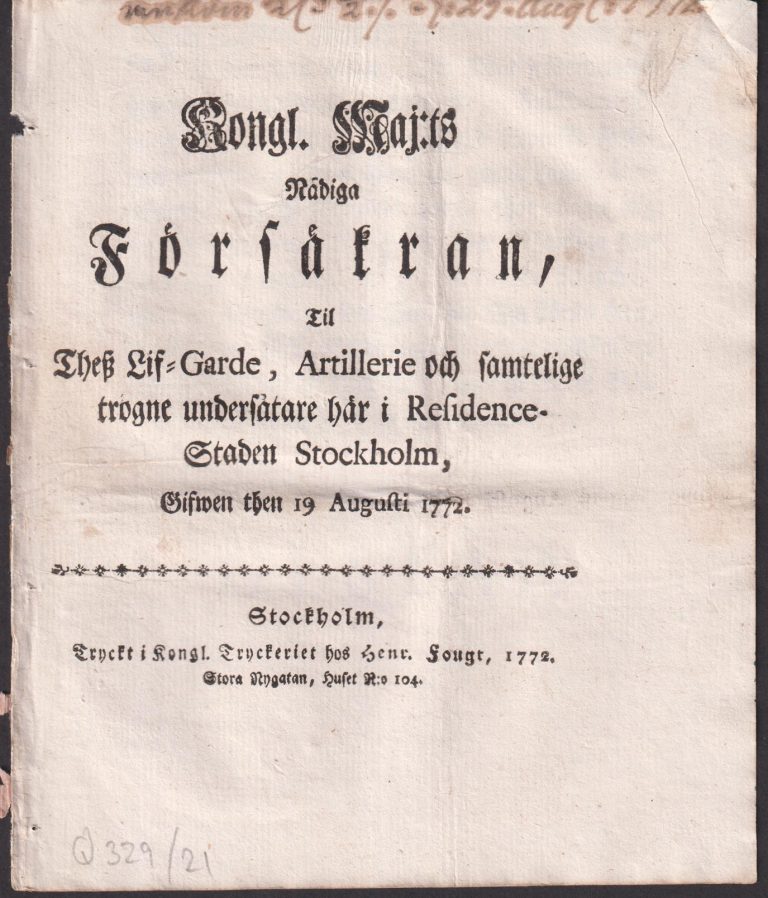 Aug
Kongl. Maj:ts
Nådiga
Försäkran,
Til
Theß Lif-Garde, Artillerie och samtelige
trogne undersåtare här i Residence-
Staden Stockholm,
Gifwen then 19 Augusti 1772.
Stockholm,
Tryckt i Kongl. Tryckeriet hos Henr. Fougt, 1772.
Stora Nygatan, Huset N:o 104.
Q 329/21